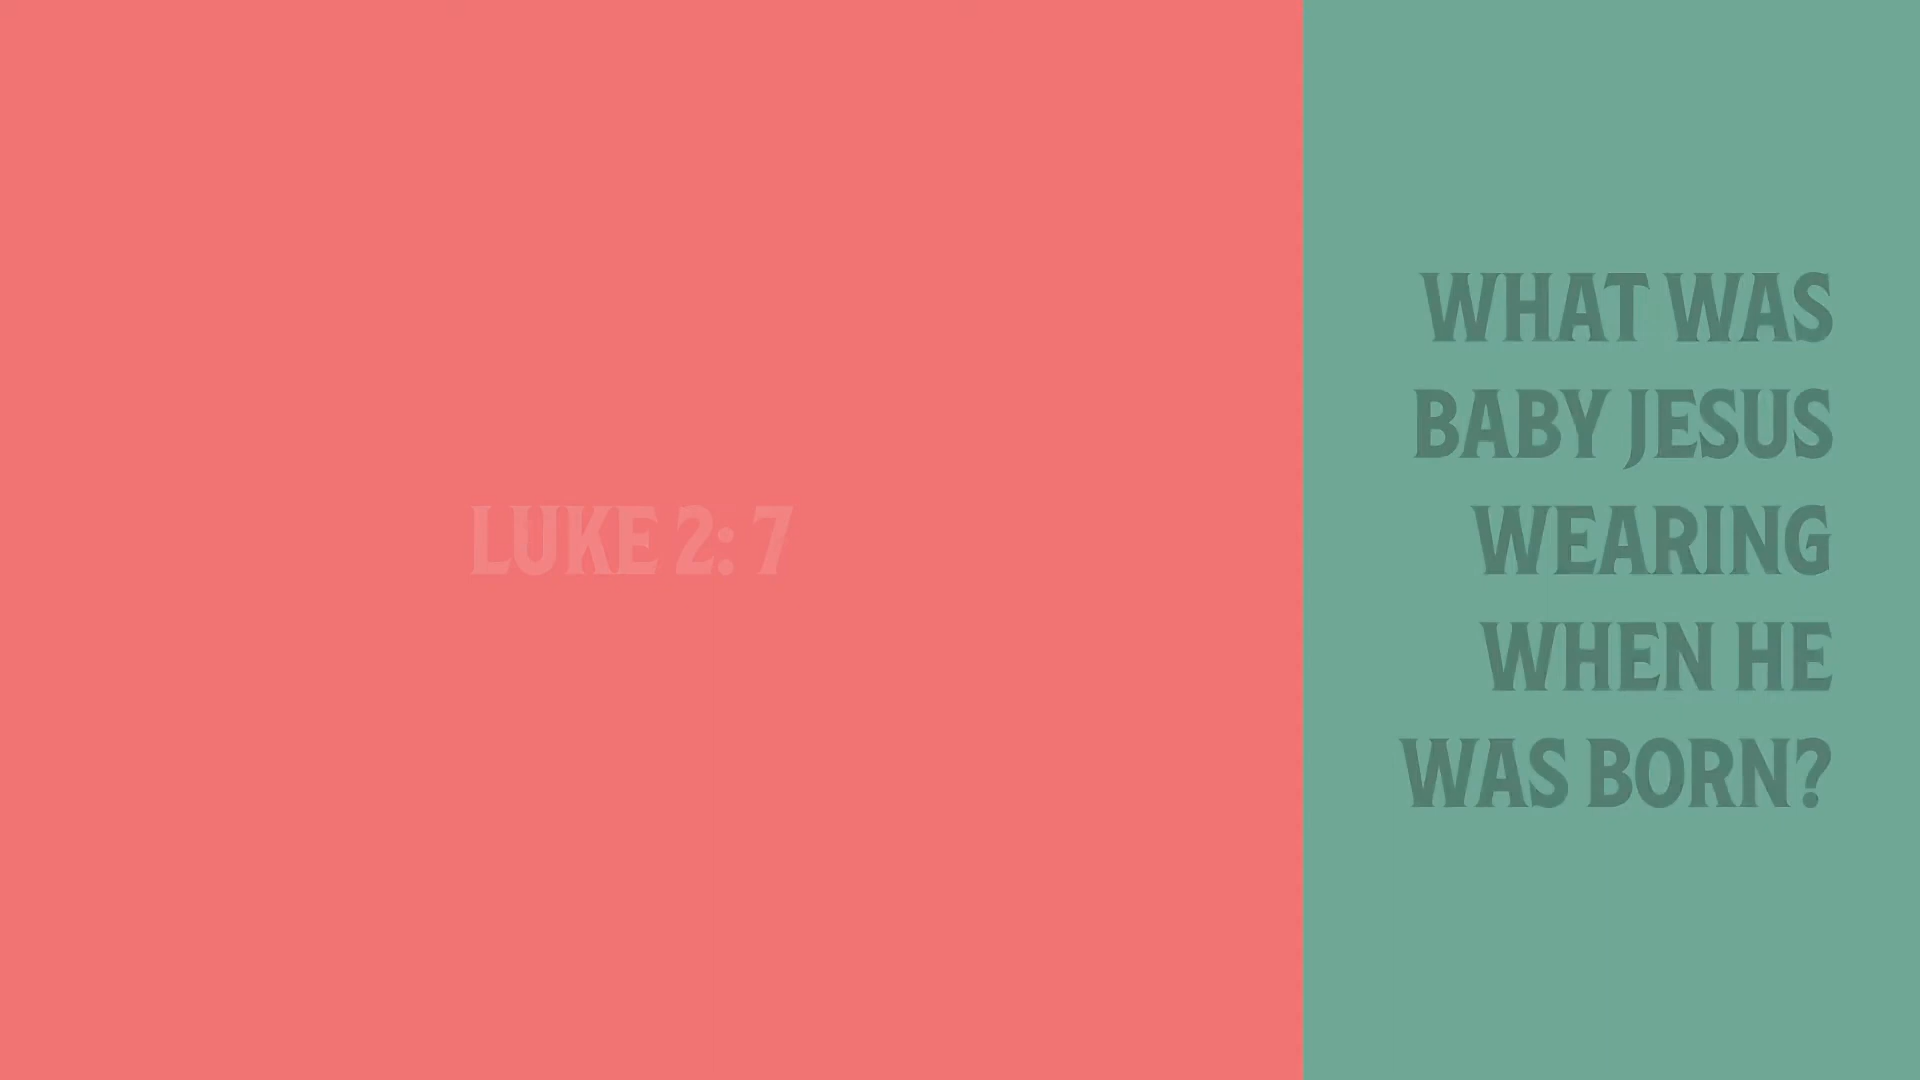 LUKE 2: 7
WHAT WAS
BABY JESUS
WEARING
WHEN HE
WAS BORN?